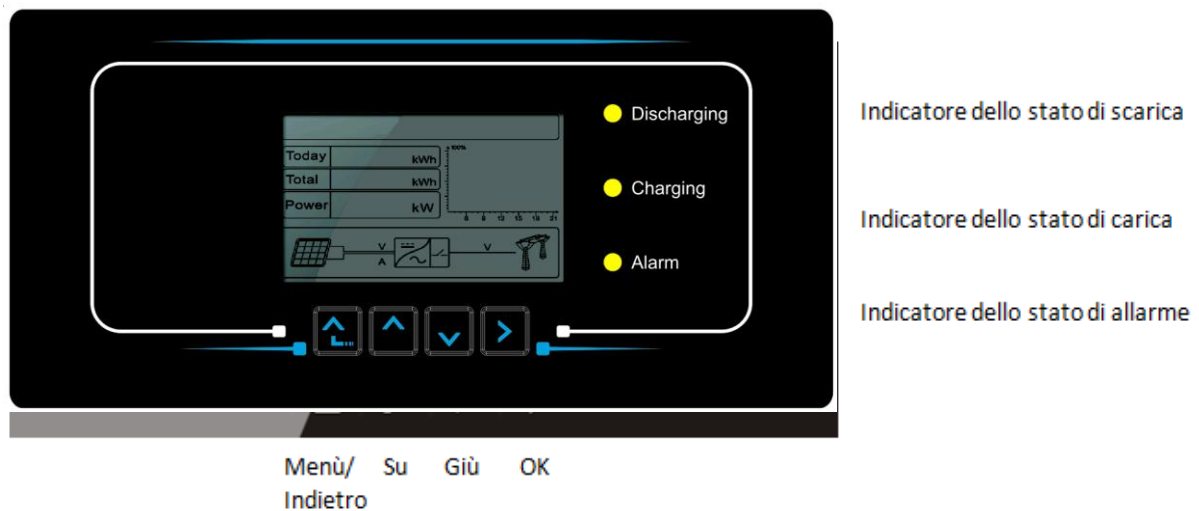 Discharging
Indicatore dello stato di scarica
Today kWh
100%
Total kWh
Charging
Power kW
Indicatore dello stato di carica
V V
A
Alarm
Indicatore dello stato di allarme
Menù/ Su Giù OK
Indietro